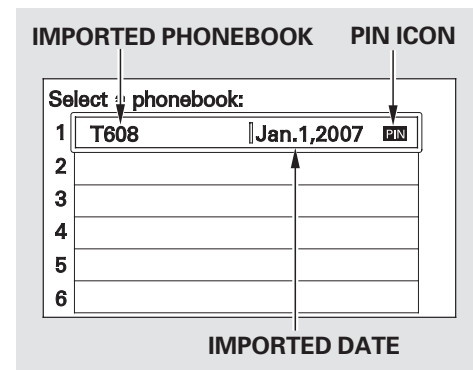 IMPORTED PHONEBOOK PIN ICON
Select a phonebook:
1 T608 Jan.1,2007 PIN
2
3
4
5
6
IMPORTED DATE